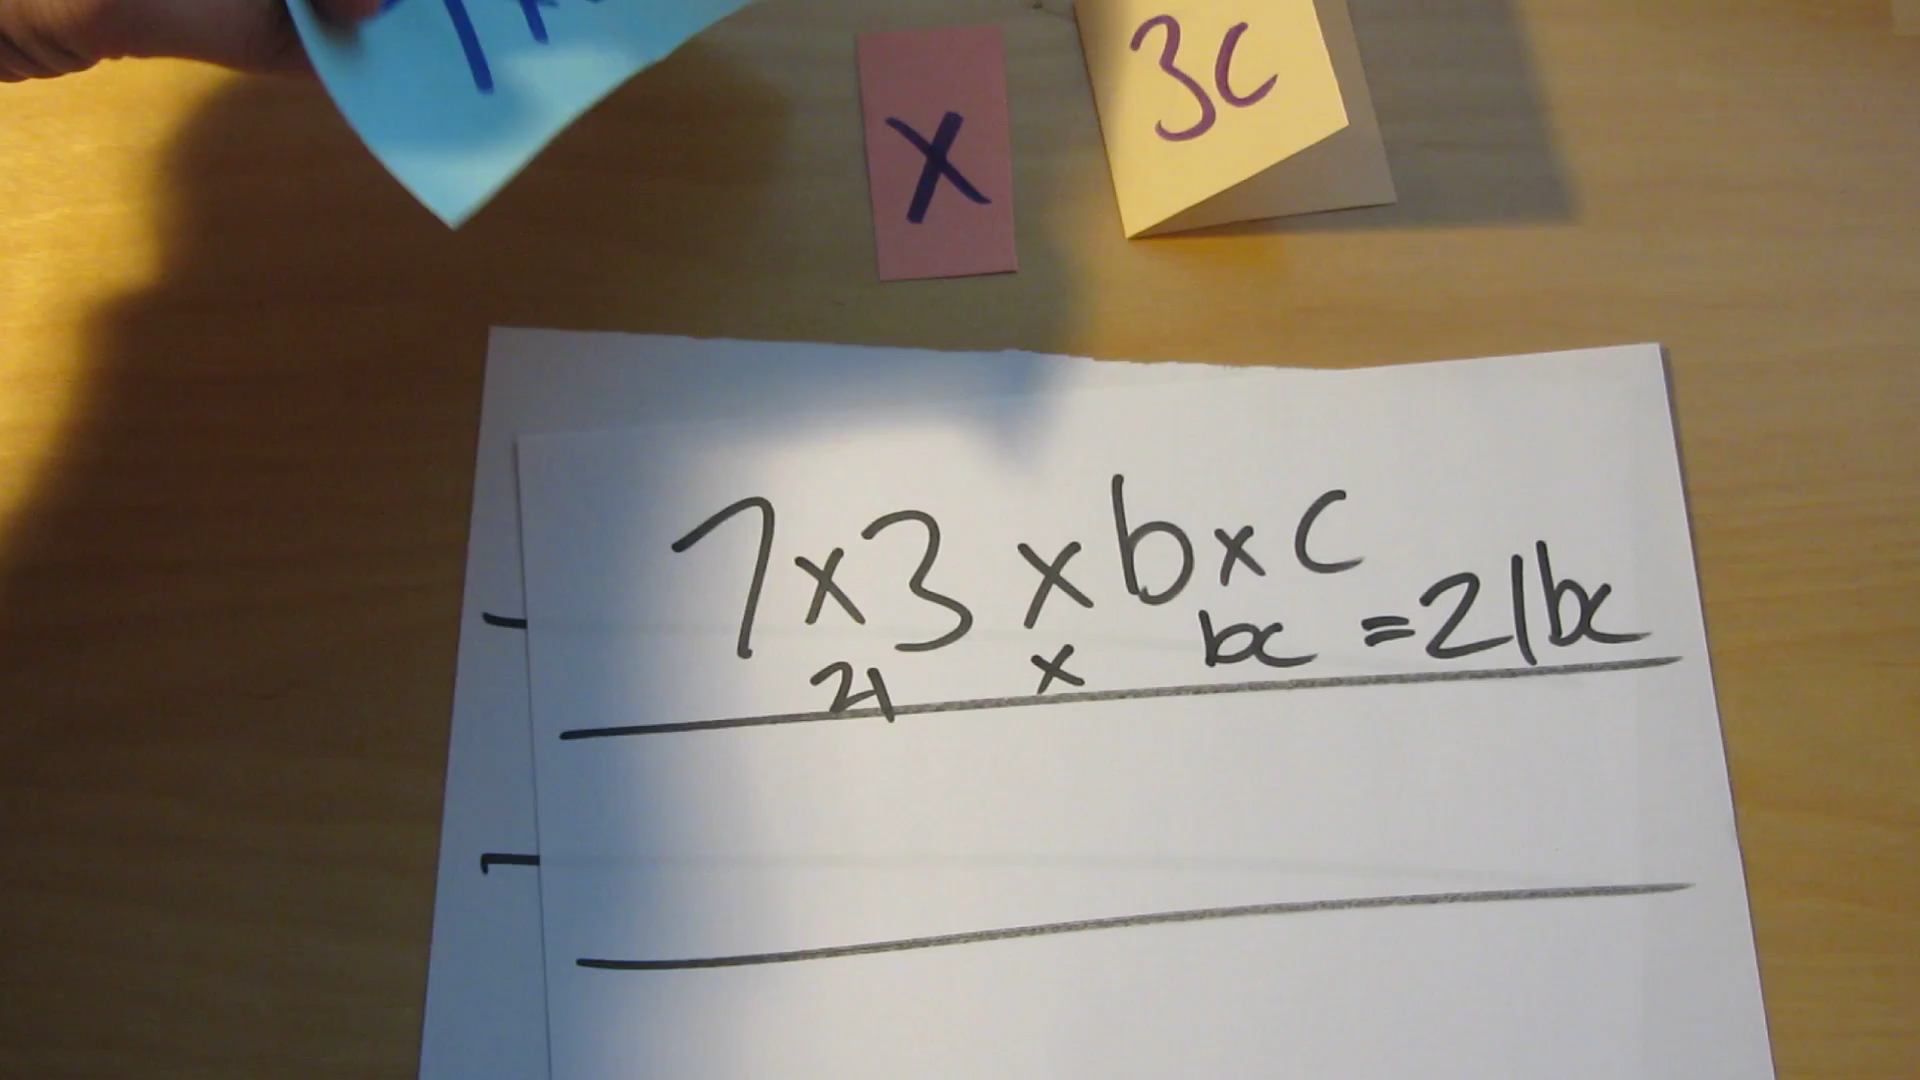 x 3c
7x3 x b x c
21 x bc = 21bc